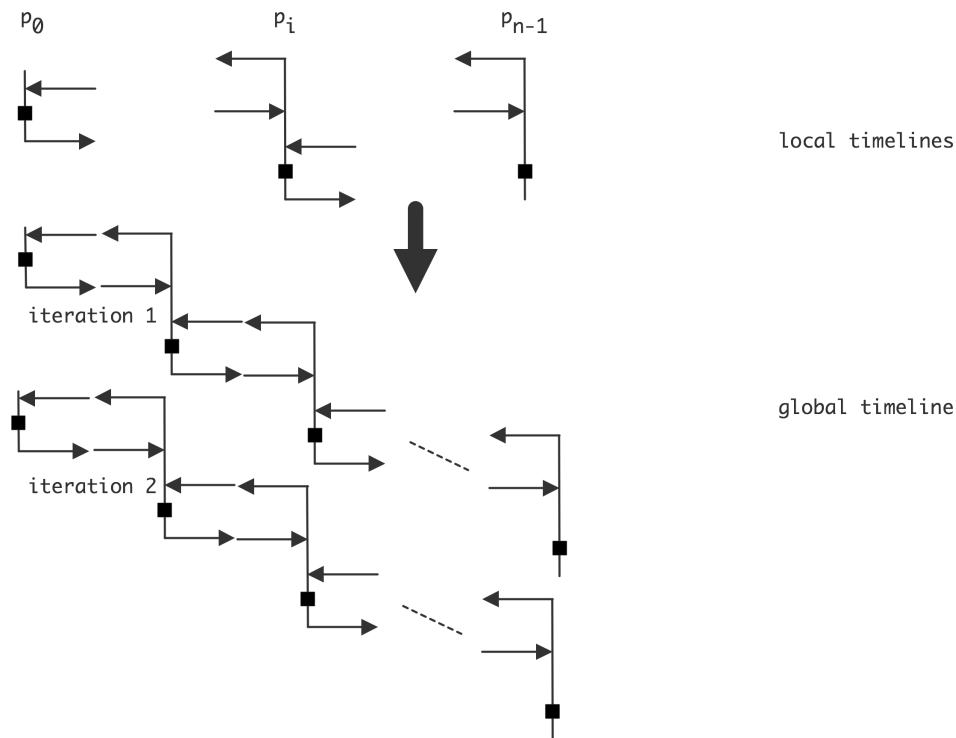 p0
pi
pn-1
local timelines
iteration 1
global timeline
iteration 2